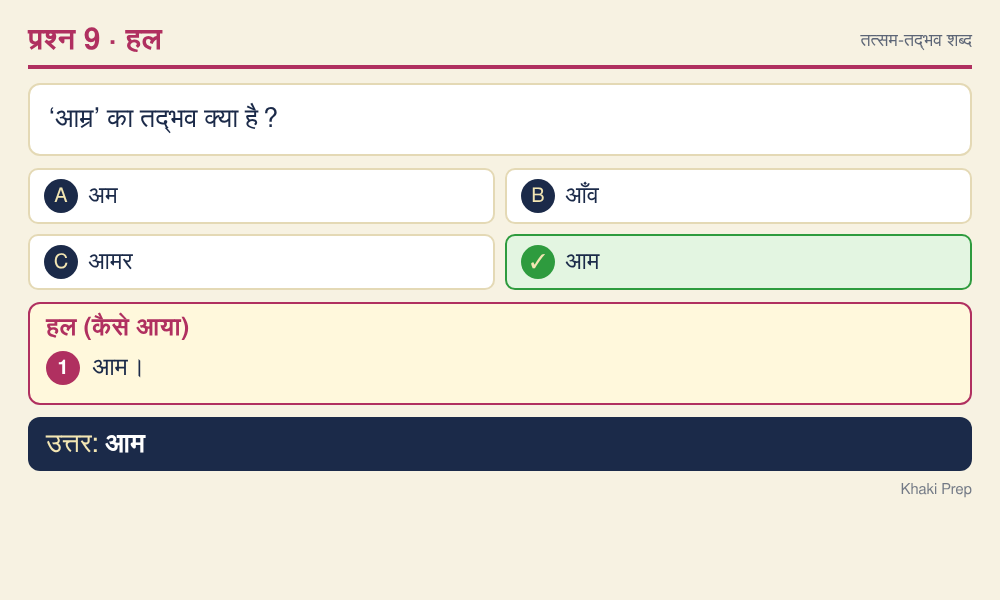 प्रश्न 9 · हल
तत्सम-तद्भव शब्द
‘आम्र’ का तद्भव क्या है ?
A अम
B आँव
C आमर
✓ आम
हल (कैसे आया)
1 आम ।
उत्तर: आम
Khaki Prep